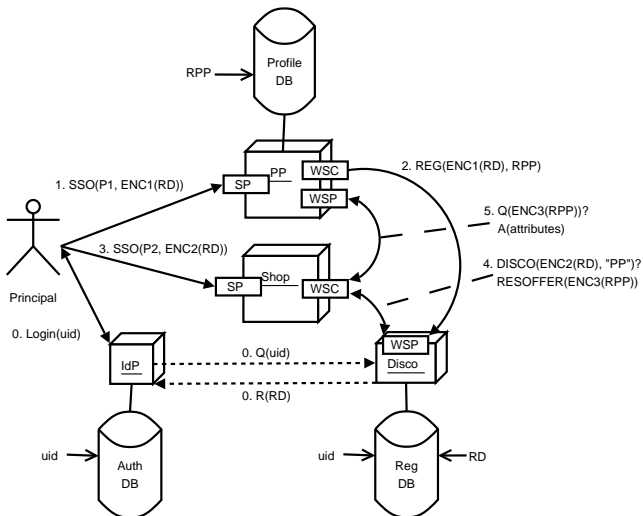 Profile
DB
RPP
PP
WSC
SP
WSP
1. SSO(P1, ENC1(RD))
2. REG(ENC1(RD), RPP)
5. Q(ENC3(RPP))?
A(attributes)
3. SSO(P2, ENC2(RD))
Shop
SP
WSC
4. DISCO(ENC2(RD), "PP")?
RESOFFER(ENC3(RPP))
Principal
0. Login(uid)
WSP
IdP
0. Q(uid)
Disco
0. R(RD)
uid
Auth
DB
uid
Reg
DB
RD